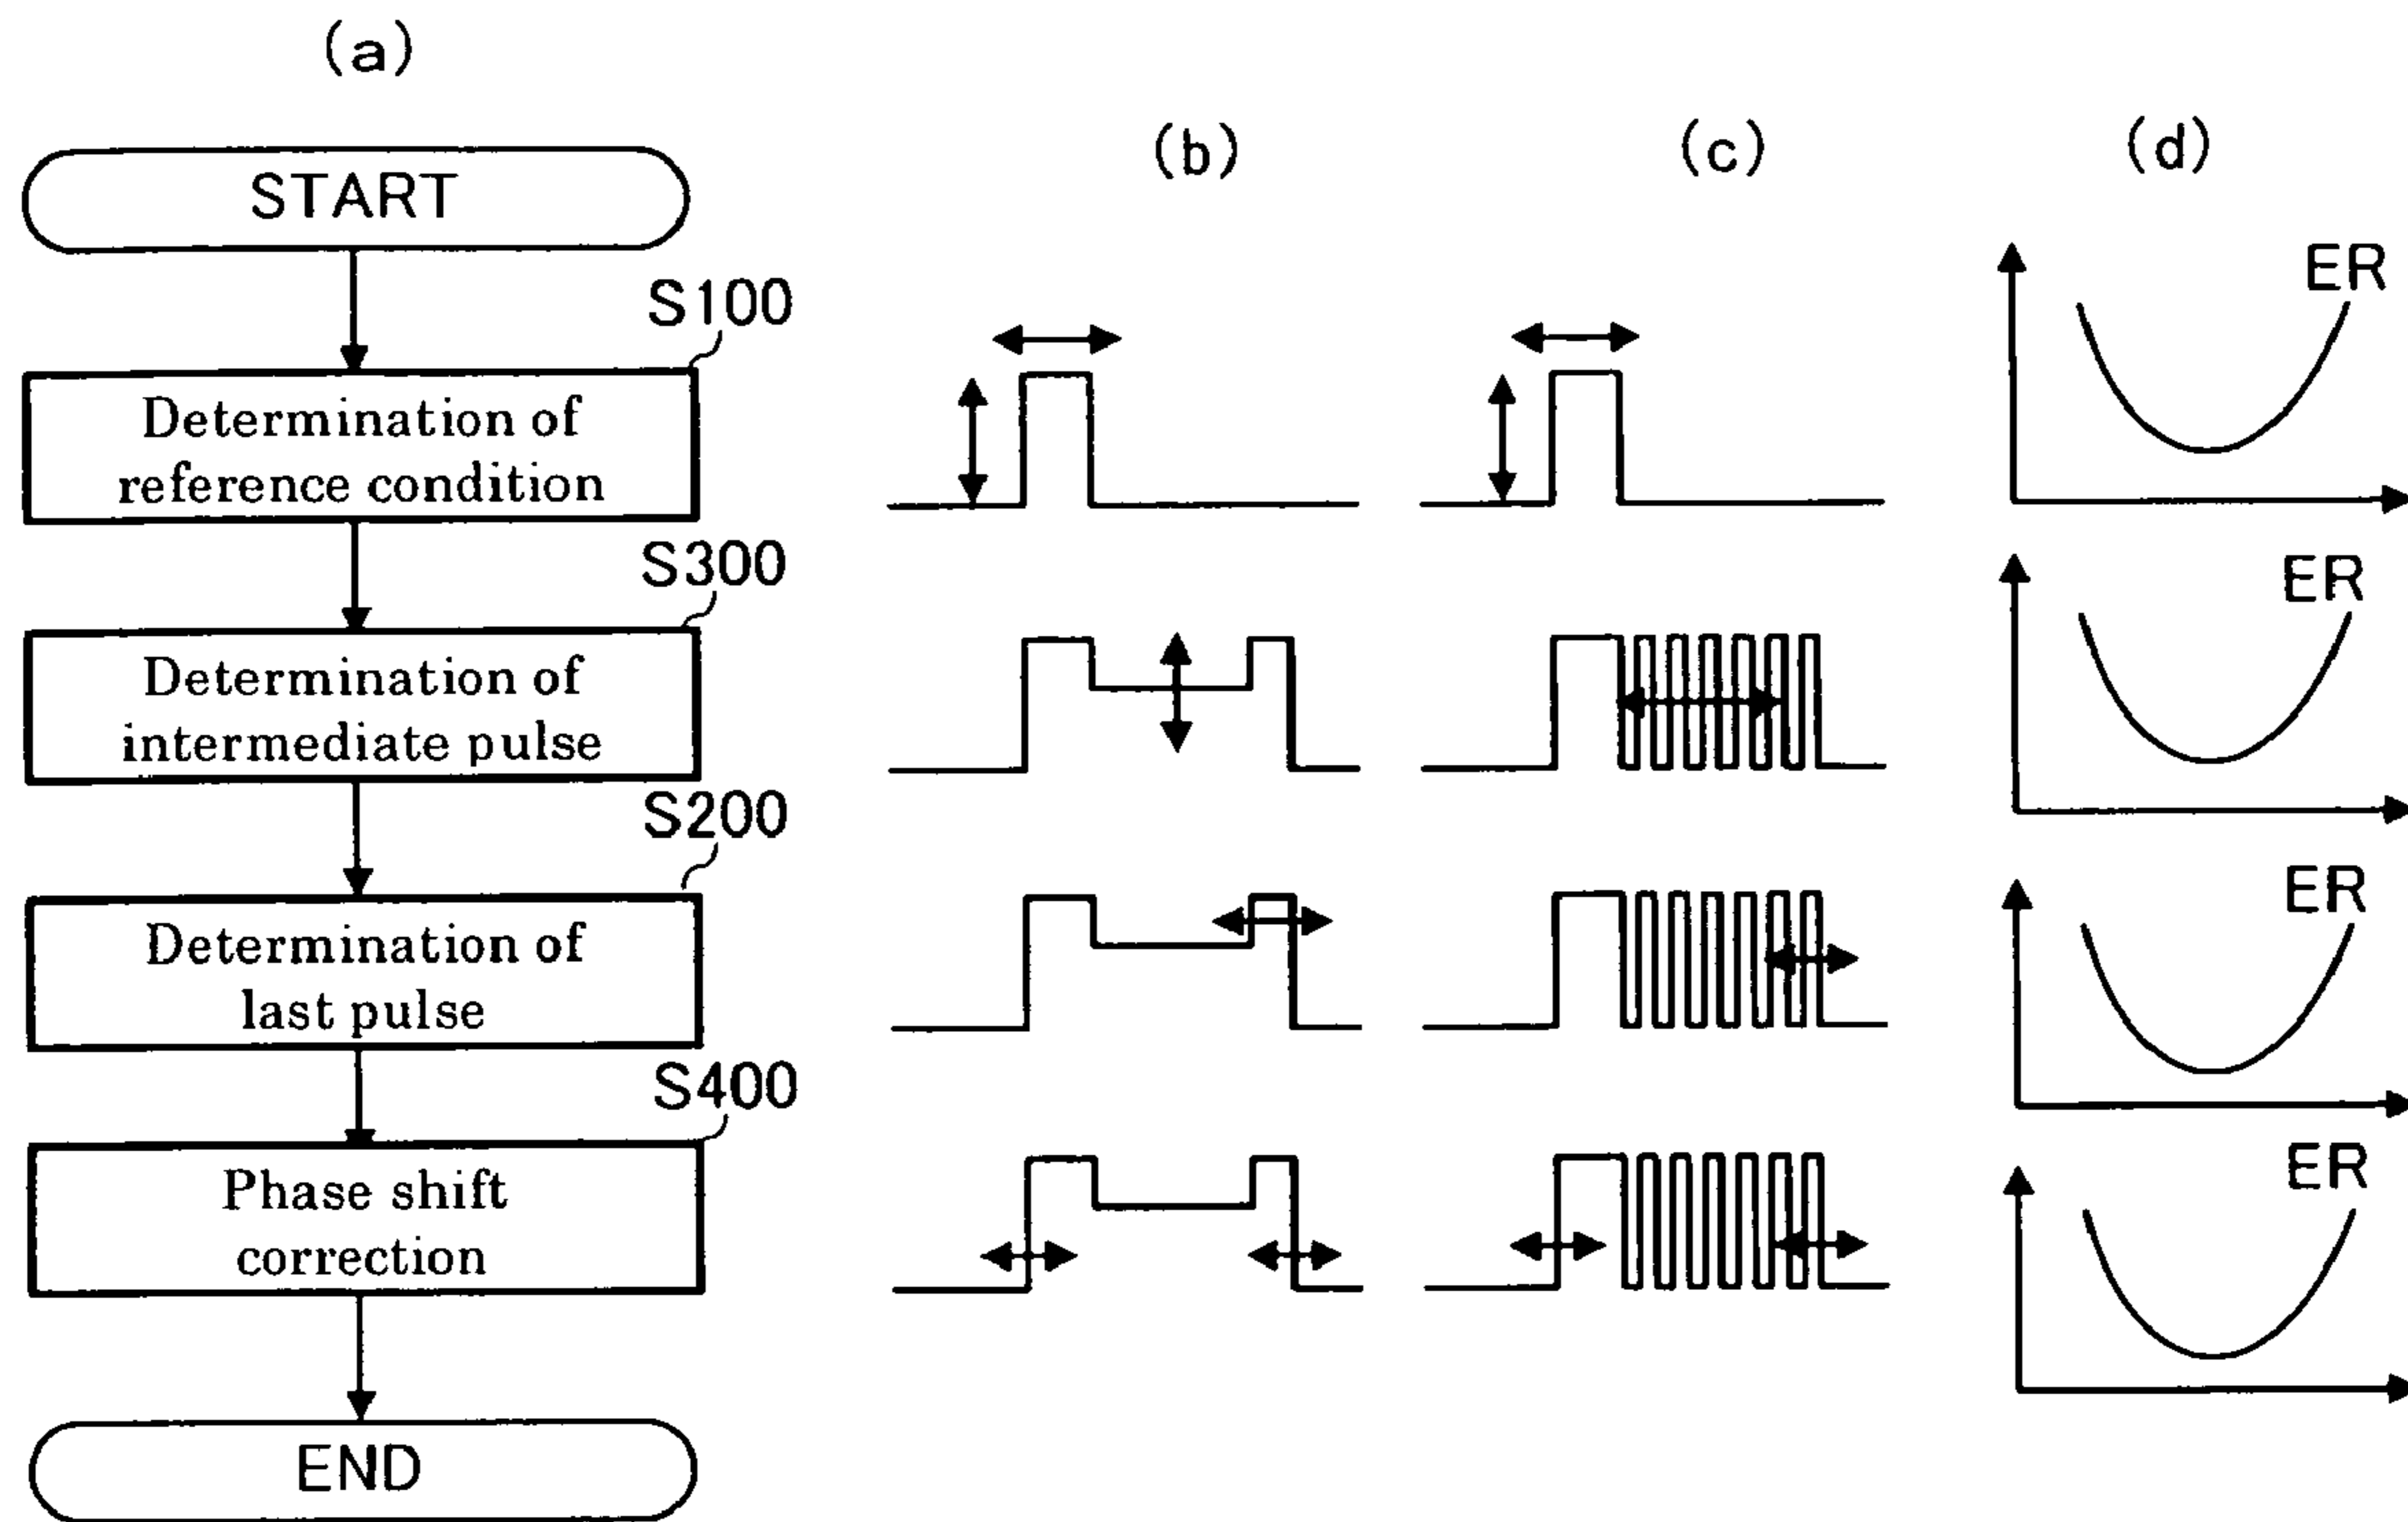 (a)
(b)
(c)
(d)
START
S100
Determination of
reference condition
ER
S300
Determination of
intermediate pulse
ER
S200
Determination of
last pulse
ER
S400
Phase shift
correction
ER
END